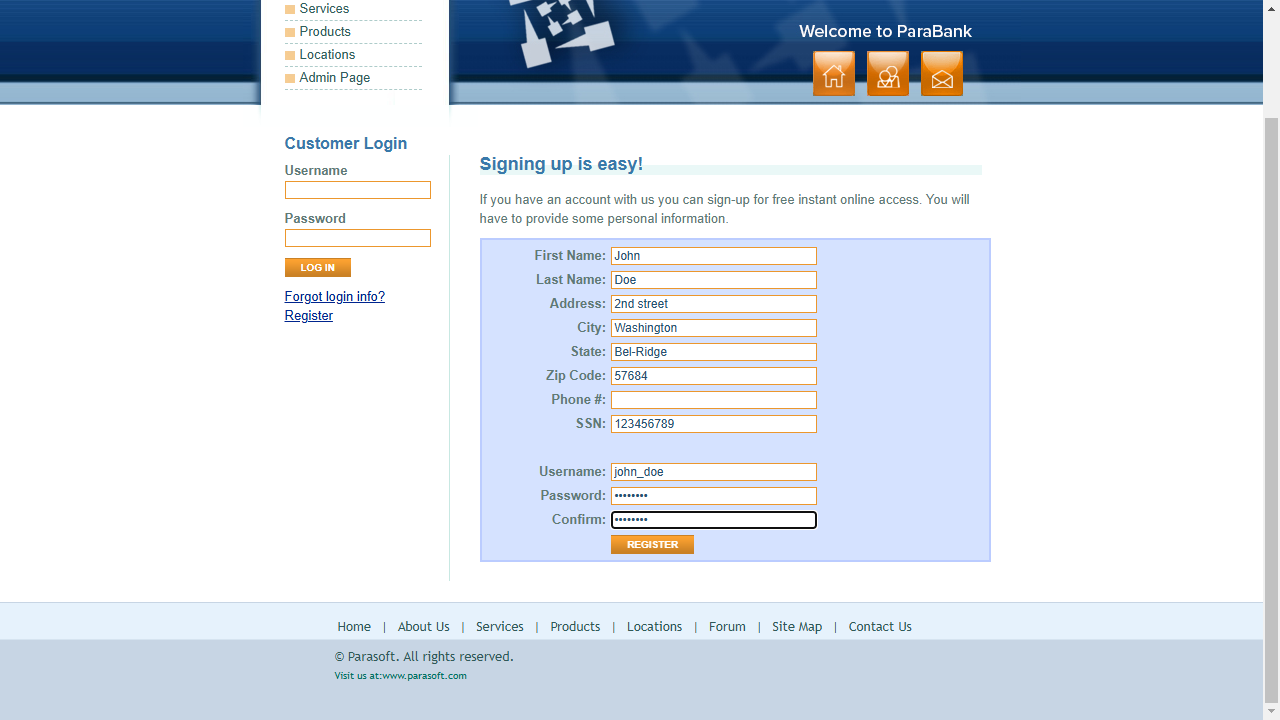 Services
Products
Locations
Admin Page
Welcome to ParaBank
Customer Login
Username
Password
LOG IN
Forgot login info?
Register
Signing up is easy!
If you have an account with us you can sign-up for free instant online access. You will
have to provide some personal information.
First Name: John
Last Name: Doe
Address: 2nd street
City: Washington
State: Bel-Ridge
Zip Code: 57684
Phone #:
SSN: 123456789
Username: john_doe
Password: ••••••••
Confirm: ••••••••
REGISTER
Home | About Us | Services | Products | Locations | Forum | Site Map | Contact Us
© Parasoft. All rights reserved.
Visit us at:www.parasoft.com